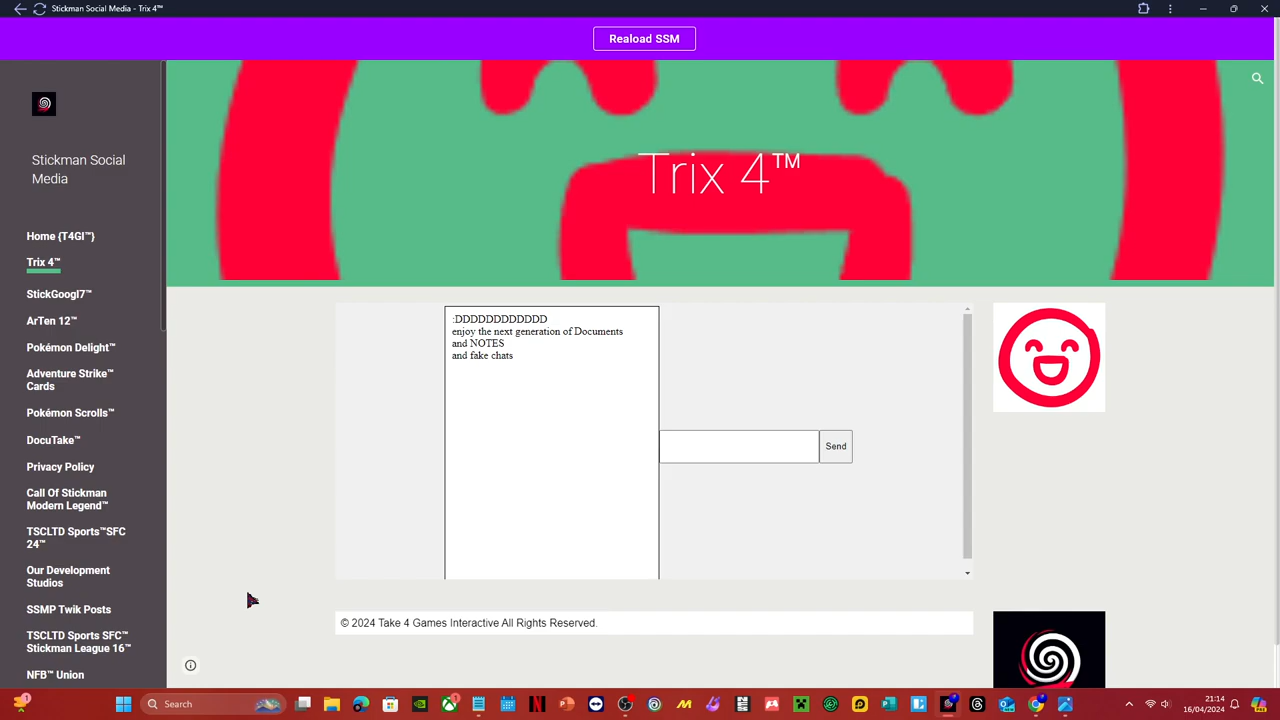 Stickman Social Media - Trix 4™
Reaload SSM
Stickman Social
Media
Home {T4GI™}
Trix 4™
StickGoogl7™
ArTen 12™
Pokémon Delight™
Adventure Strike™
Cards
Pokémon Scrolls™
DocuTake™
Privacy Policy
Call Of Stickman
Modern Legend™
TSCLTD Sports™SFC
24™
Our Development
Studios
SSMP Twik Posts
TSCLTD Sports SFC™
Stickman League 16™
NFB™ Union
Trix 4™
:DDDDDDDDDDDD
enjoy the next generation of Documents
and NOTES
and fake chats
Send
© 2024 Take 4 Games Interactive All Rights Reserved.
Search
21:14
16/04/2024